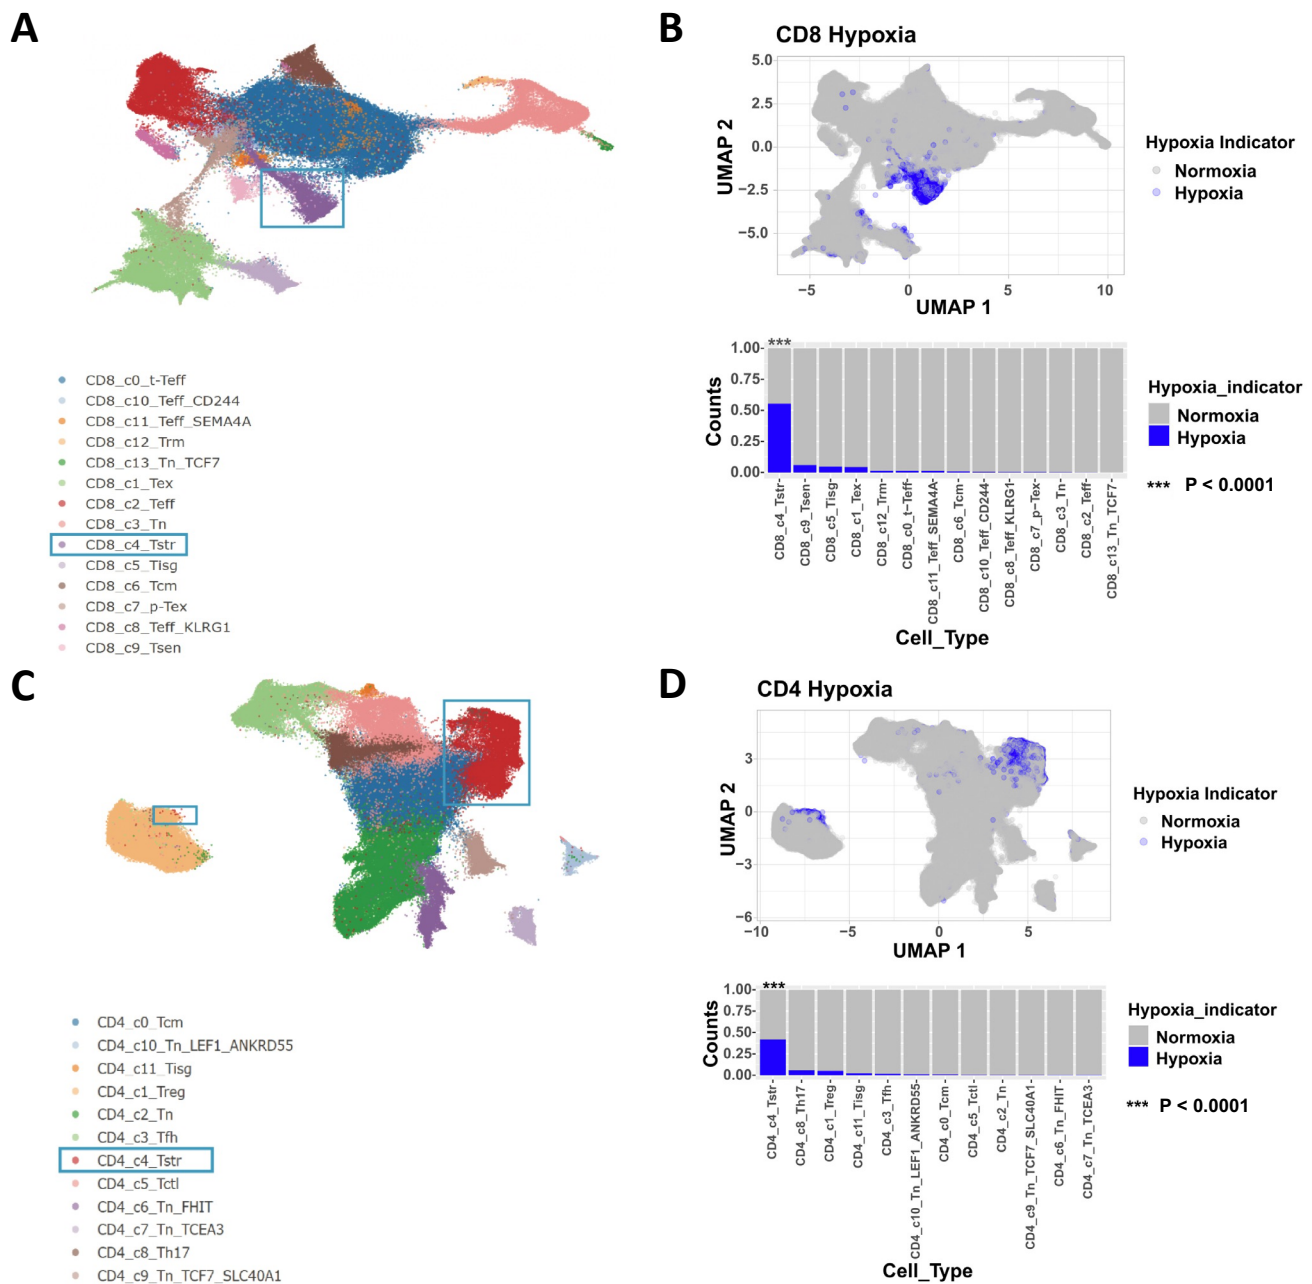 A
CD8_c0_t-Teff
CD8_c10_Teff_CD244
CD8_c11_Teff_SEMA4A
CD8_c12_Trm
CD8_c13_Tn_TCF7
CD8_c1_Tex
CD8_c2_Teff
CD8_c3_Tn
CD8_c4_Tstr
CD8_c5_Tisg
CD8_c6_Tcm
CD8_c7_p-Tex
CD8_c8_Teff_KLRG1
CD8_c9_Tsen
B
CD8 Hypoxia
UMAP 2
5.0
2.5
0.0
−2.5
−5.0
−5 0 5 10
UMAP 1
Hypoxia Indicator
Normoxia
Hypoxia
***
Counts
1.00
0.75
0.50
0.25
0.00
CD8_c4_Tstr
CD8_c9_Tsen
CD8_c5_Tisg
CD8_c1_Tex
CD8_c12_Trm
CD8_c0_t-Teff
CD8_c11_Teff_SEMA4A
CD8_c6_Tcm
CD8_c10_Teff_CD244
CD8_c8_Teff_KLRG1
CD8_c7_p-Tex
CD8_c3_Tn
CD8_c2_Teff
CD8_c13_Tn_TCF7
Cell_Type
Hypoxia_indicator
Normoxia
Hypoxia
*** P < 0.0001
C
CD4_c0_Tcm
CD4_c10_Tn_LEF1_ANKRD55
CD4_c11_Tisg
CD4_c1_Treg
CD4_c2_Tn
CD4_c3_Tfh
CD4_c4_Tstr
CD4_c5_Tctl
CD4_c6_Tn_FHIT
CD4_c7_Tn_TCEA3
CD4_c8_Th17
CD4_c9_Tn_TCF7_SLC40A1
D
CD4 Hypoxia
UMAP 2
3
0
−3
−6
−10 −5 0 5
UMAP 1
Hypoxia Indicator
Normoxia
Hypoxia
***
Counts
1.00
0.75
0.50
0.25
0.00
CD4_c4_Tstr
CD4_c8_Th17
CD4_c1_Treg
CD4_c11_Tisg
CD4_c3_Tfh
CD4_c10_Tn_LEF1_ANKRD55
CD4_c0_Tcm
CD4_c5_Tctl
CD4_c2_Tn
CD4_c9_Tn_TCF7_SLC40A1
CD4_c6_Tn_FHIT
CD4_c7_Tn_TCEA3
Cell_Type
Hypoxia_indicator
Normoxia
Hypoxia
*** P < 0.0001